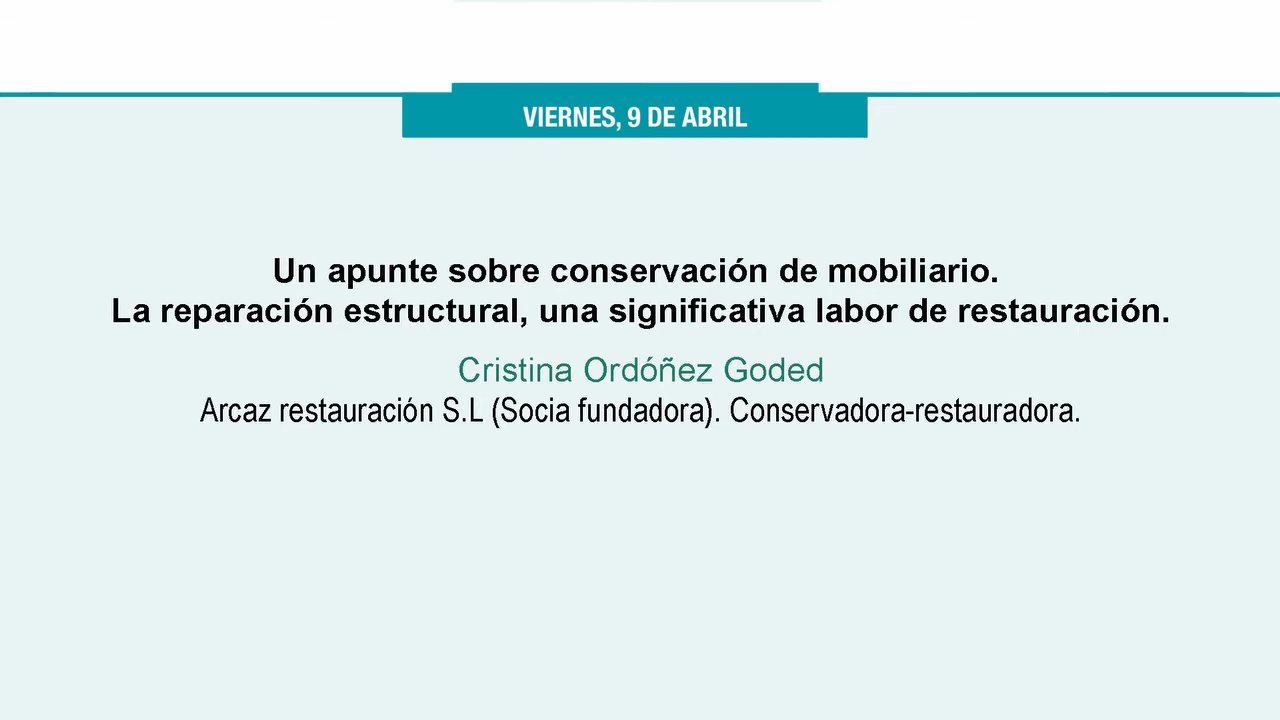 VIERNES, 9 DE ABRIL
Un apunte sobre conservación de mobiliario.
La reparación estructural, una significativa labor de restauración.
Cristina Ordóñez Goded
Arcaz restauración S.L (Socia fundadora). Conservadora-restauradora.